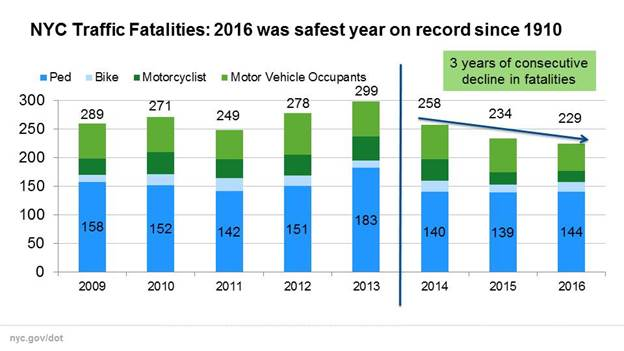 NYC Traffic Fatalities: 2016 was safest year on record since 1910
3 years of consecutive
decline in fatalities
Ped Bike Motorcyclist Motor Vehicle Occupants
300
250
200
150
100
50
0
289 271 249 278 299 258 234 229
158 152 142 151 183 140 139 144
2009 2010 2011 2012 2013 2014 2015 2016
nyc.gov/dot